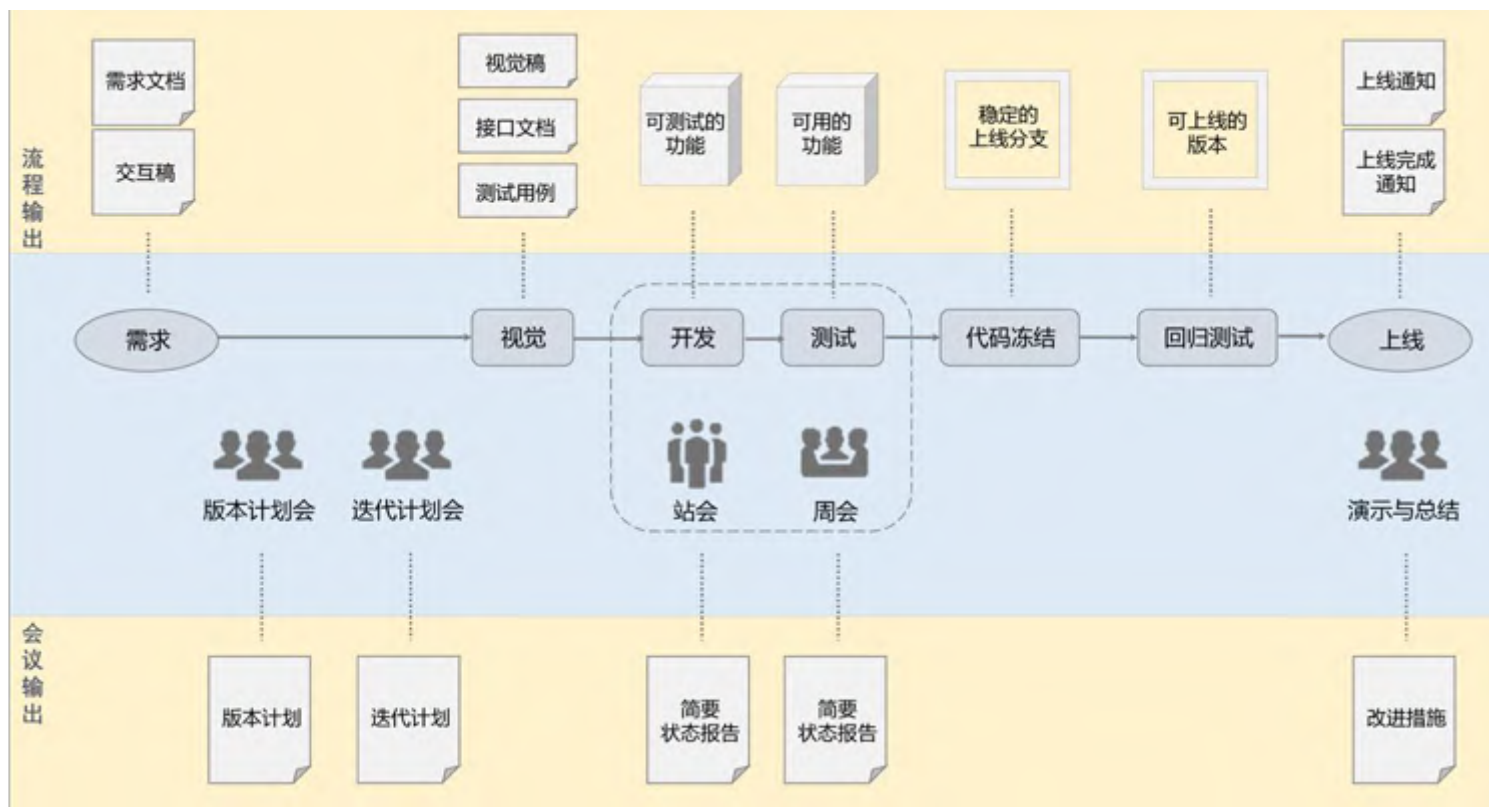 流程输出
需求文档
交互稿
视觉稿
接口文档
测试用例
可测试的
功能
可用的
功能
稳定的
上线分支
可上线的
版本
上线通知
上线完成
通知
需求
视觉
开发
测试
代码冻结
回归测试
上线
版本计划会
迭代计划会
站会
周会
演示与总结
会议输出
版本计划
迭代计划
简要
状态报告
简要
状态报告
改进措施